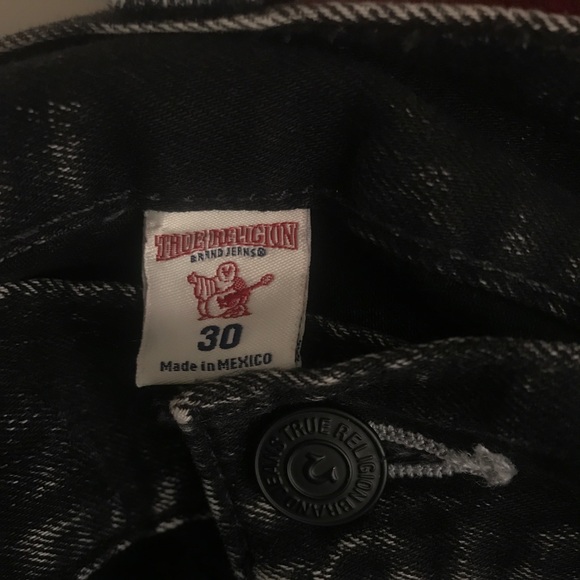 TRUE RELIGION
BRAND JEANS®
30
Made in MEXICO
TRUE RELIGION BRAND JEANS